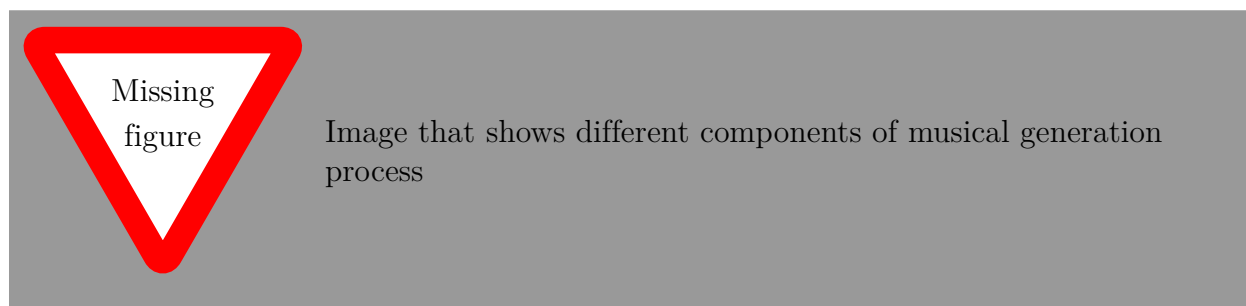 Missing
figure
Image that shows different components of musical generation
process